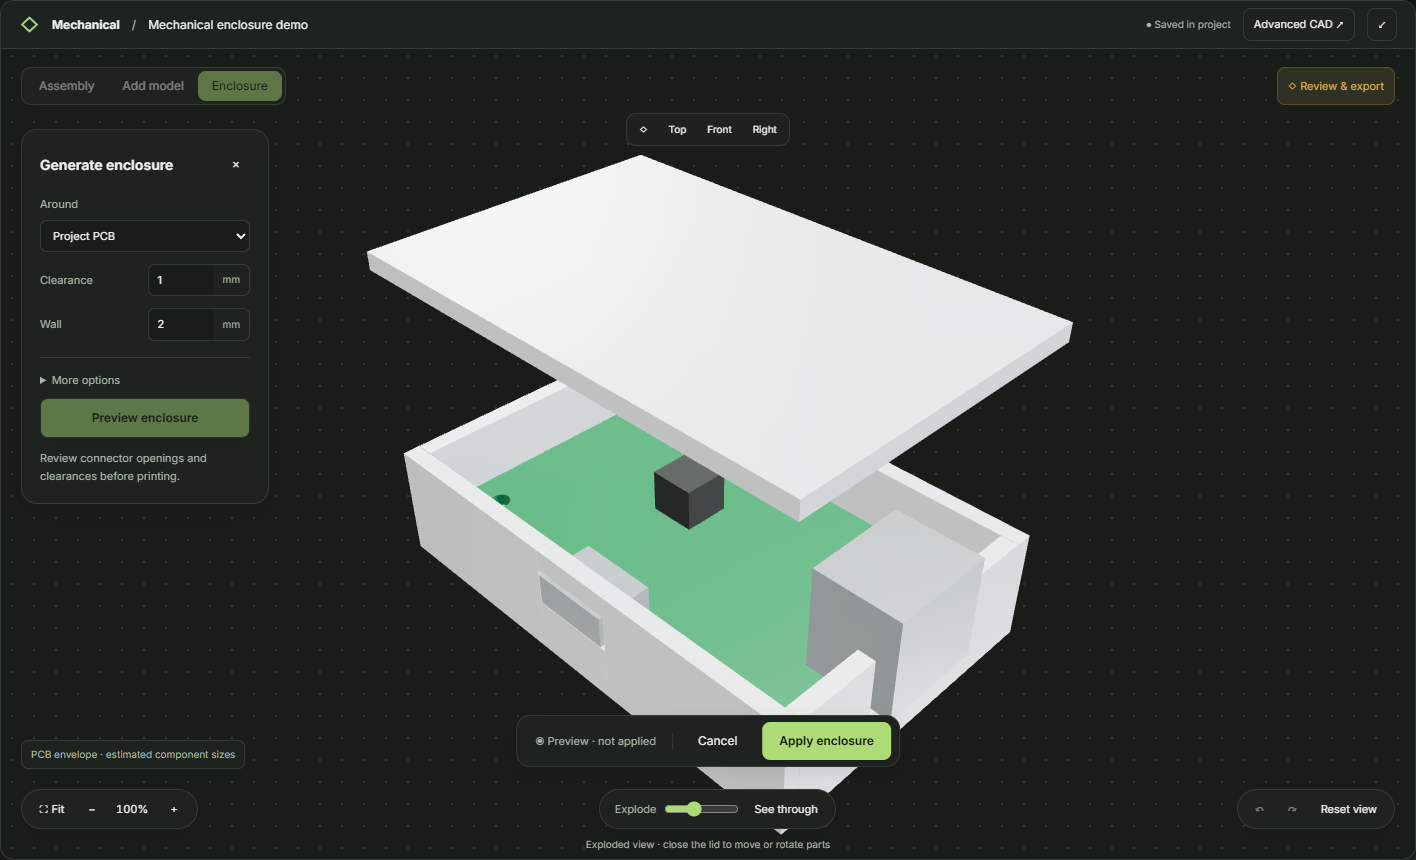 Mechanical / Mechanical enclosure demo
Saved in project
Advanced CAD ↗
Assembly
Add model
Enclosure
Review & export
Top
Front
Right
Generate enclosure
×
Around
Project PCB
Clearance
1 mm
Wall
2 mm
More options
Preview enclosure
Review connector openings and
clearances before printing.
Preview · not applied
Cancel
Apply enclosure
PCB envelope · estimated component sizes
Fit
− 100% +
Explode
See through
Reset view
Exploded view · close the lid to move or rotate parts